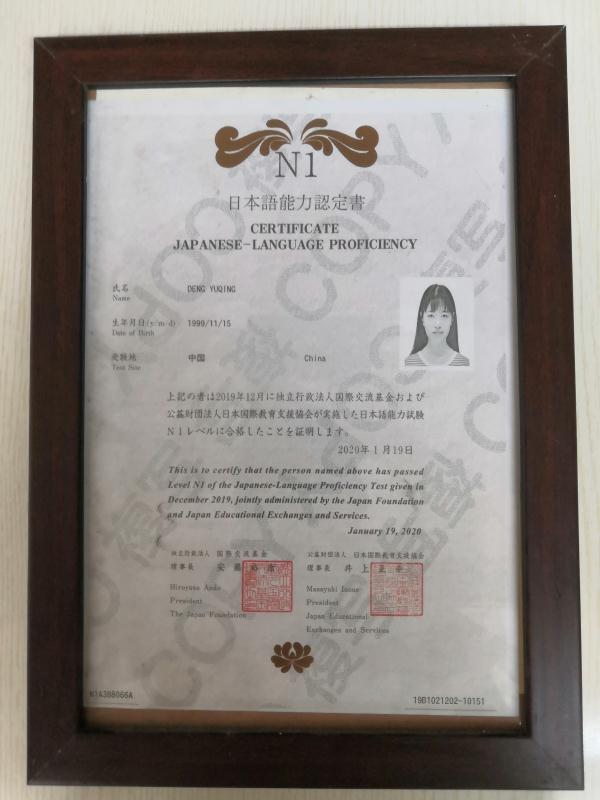 N1
日本語能力認定書
CERTIFICATE
JAPANESE-LANGUAGE PROFICIENCY
氏名 DENG YUQING
Name
生年月日(y/m/d) 1999/11/15
Date of Birth
受験地 中国 China
Test Site
上記の者は2019年12月に独立行政法人国際交流基金および
公益財団法人日本国際教育支援協会が実施した日本語能力試験
N1レベルに合格したことを証明します。
2020年1月19日
This is to certify that the person named above has passed
Level N1 of the Japanese-Language Proficiency Test given in
December 2019, jointly administered by the Japan Foundation
and Japan Educational Exchanges and Services.
January 19, 2020
独立行政法人 国際交流基金 公益財団法人 日本国際教育支援協会
理事長 安藤 理事長 井上正
Hiroyasu Ando Masayuki Inoue
President President
The Japan Foundation Japan Educational
Exchanges and Services
N1A388066A 19B1021202-10151
COPY